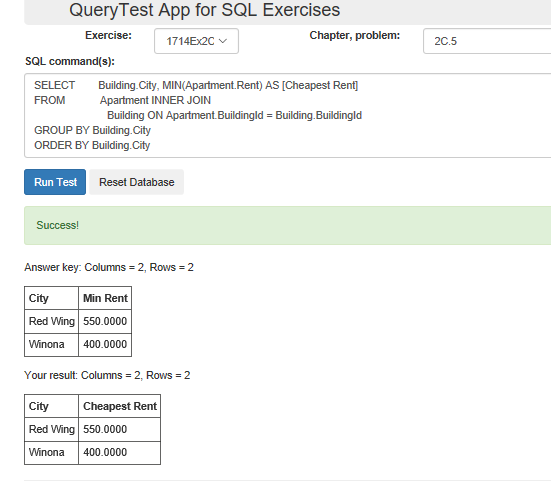 QueryTest App for SQL Exercises
Exercise: 1714Ex2C Chapter, problem: 2C.5
SQL command(s):
SELECT Building.City, MIN(Apartment.Rent) AS [Cheapest Rent]
FROM Apartment INNER JOIN
Building ON Apartment.BuildingId = Building.BuildingId
GROUP BY Building.City
ORDER BY Building.City
Run Test Reset Database
Success!
Answer key: Columns = 2, Rows = 2
City Min Rent
Red Wing 550.0000
Winona 400.0000
Your result: Columns = 2, Rows = 2
City Cheapest Rent
Red Wing 550.0000
Winona 400.0000